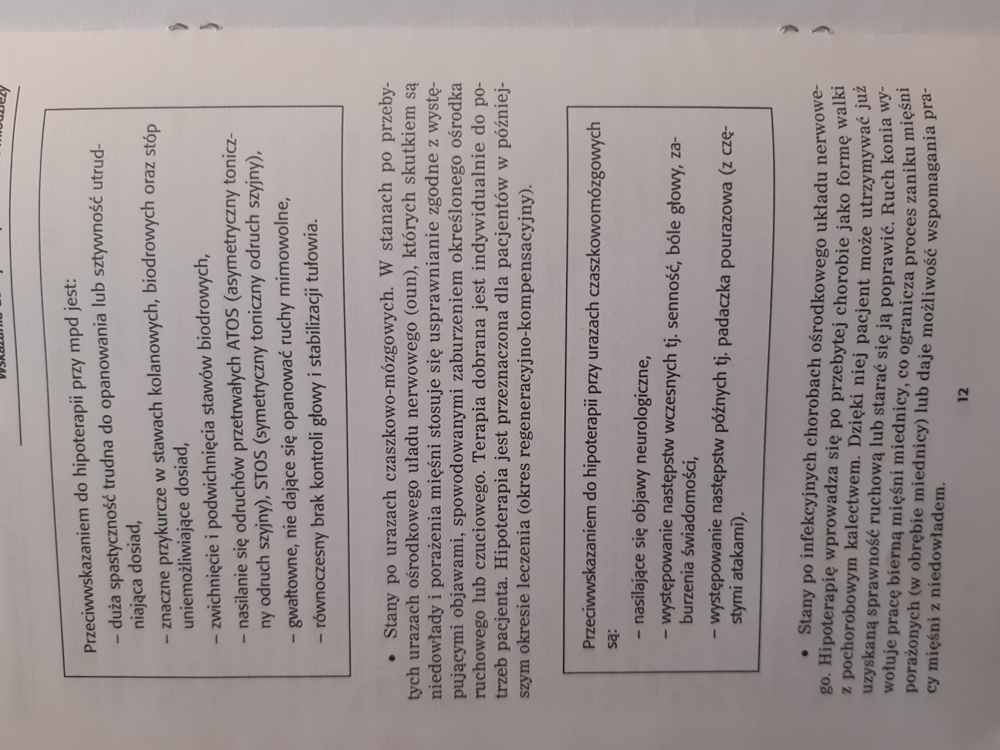 Przeciwwskazaniem do hipoterapii przy mpd jest:
– duża spastyczność trudna do opanowania lub sztywność utrud-
niająca dosiad,
– znaczne przykurcze w stawach kolanowych, biodrowych oraz stóp
uniemożliwiające dosiad,
– zwichnięcie i podwichnięcia stawów biodrowych,
– nasilanie się odruchów przetrwałych ATOS (asymetryczny tonicz-
ny odruch szyjny), STOS (symetryczny toniczny odruch szyjny),
– gwałtowne, nie dające się opanować ruchy mimowolne,
– równoczesny brak kontroli głowy i stabilizacji tułowia.
• Stany po urazach czaszkowo-mózgowych. W stanach po przeby-
tych urazach ośrodkowego uładu nerwowego (oun), których skutkiem są
niedowłady i porażenia mięśni stosuje się usprawnianie zgodne z wystę-
pującymi objawami, spowodowanymi zaburzeniem określonego ośrodka
ruchowego lub czuciowego. Terapia dobrana jest indywidualnie do po-
trzeb pacjenta. Hipoterapia jest przeznaczona dla pacjentów w później-
szym okresie leczenia (okres regeneracyjno-kompensacyjny).
Przeciwwskazaniem do hipoterapii przy urazach czaszkowomózgowych
są:
– nasilające się objawy neurologiczne,
– występowanie następstw wczesnych tj. senność, bóle głowy, za-
burzenia świadomości,
– występowanie następstw późnych tj. padaczka pourazowa (z czę-
stymi atakami).
• Stany po infekcyjnych chorobach ośrodkowego układu nerwowe-
go. Hipoterapię wprowadza się po przebytej chorobie jako formę walki
z pochorobowym kalectwem. Dzięki niej pacjent może utrzymywać już
uzyskaną sprawność ruchową lub starać się ją poprawić. Ruch konia wy-
wołuje pracę bierną mięśni miednicy, co ogranicza proces zaniku mięśni
porażonych (w obrębie miednicy) lub daje możliwość wspomagania pra-
cy mięśni z niedowładem.
12